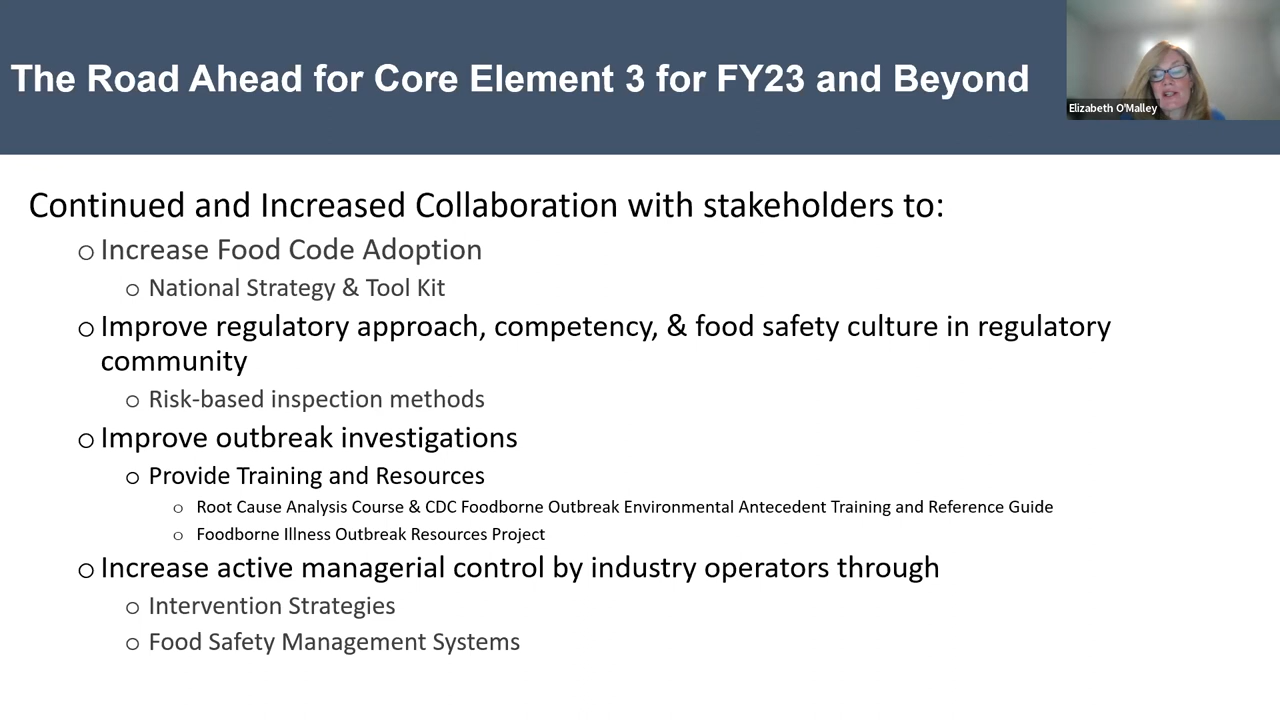 The Road Ahead for Core Element 3 for FY23 and Beyond
Elizabeth O'Malley
Continued and Increased Collaboration with stakeholders to:
o Increase Food Code Adoption
o National Strategy & Tool Kit
o Improve regulatory approach, competency, & food safety culture in regulatory
community
o Risk-based inspection methods
o Improve outbreak investigations
o Provide Training and Resources
o Root Cause Analysis Course & CDC Foodborne Outbreak Environmental Antecedent Training and Reference Guide
o Foodborne Illness Outbreak Resources Project
o Increase active managerial control by industry operators through
o Intervention Strategies
o Food Safety Management Systems